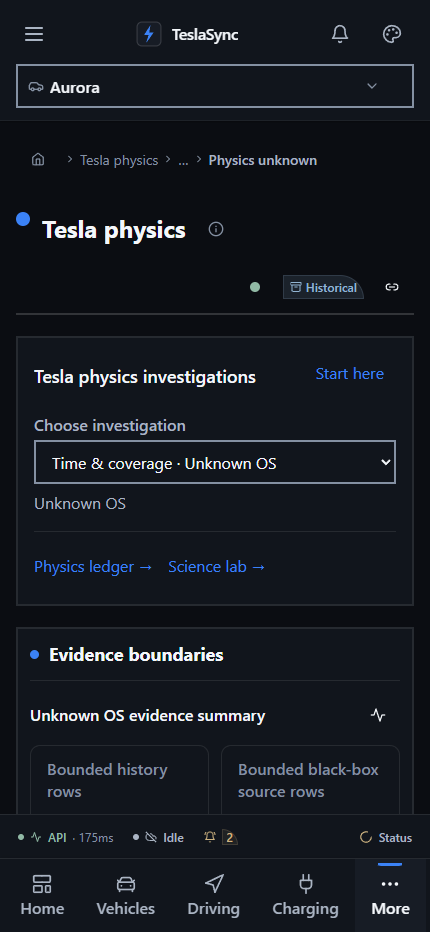 TeslaSync
Aurora
Tesla physics
...
Physics unknown
Tesla physics
Historical
Tesla physics investigations
Start here
Choose investigation
Time & coverage · Unknown OS
Unknown OS
Physics ledger →
Science lab →
Evidence boundaries
Unknown OS evidence summary
Bounded history
rows
Bounded black-box
source rows
API · 175ms
Idle
2
Status
Home
Vehicles
Driving
Charging
More